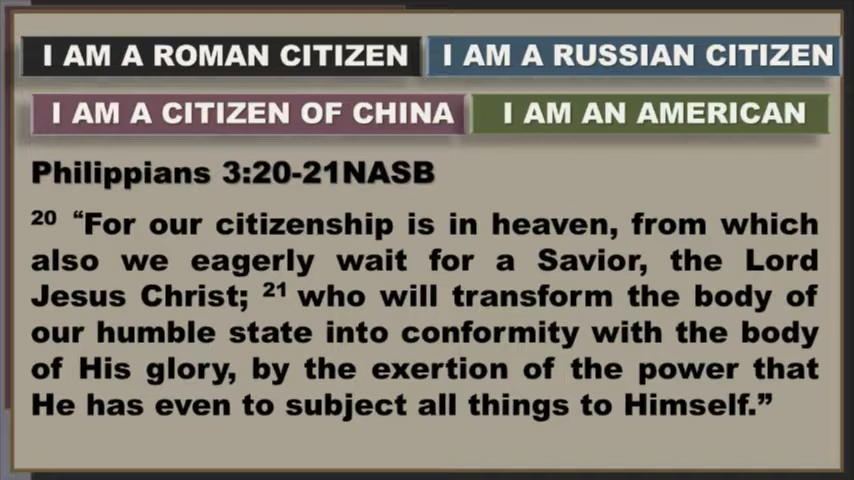 I AM A ROMAN CITIZEN I AM A RUSSIAN CITIZEN
I AM A CITIZEN OF CHINA I AM AN AMERICAN
Philippians 3:20-21NASB
20 “For our citizenship is in heaven, from which
also we eagerly wait for a Savior, the Lord
Jesus Christ; 21 who will transform the body of
our humble state into conformity with the body
of His glory, by the exertion of the power that
He has even to subject all things to Himself.”